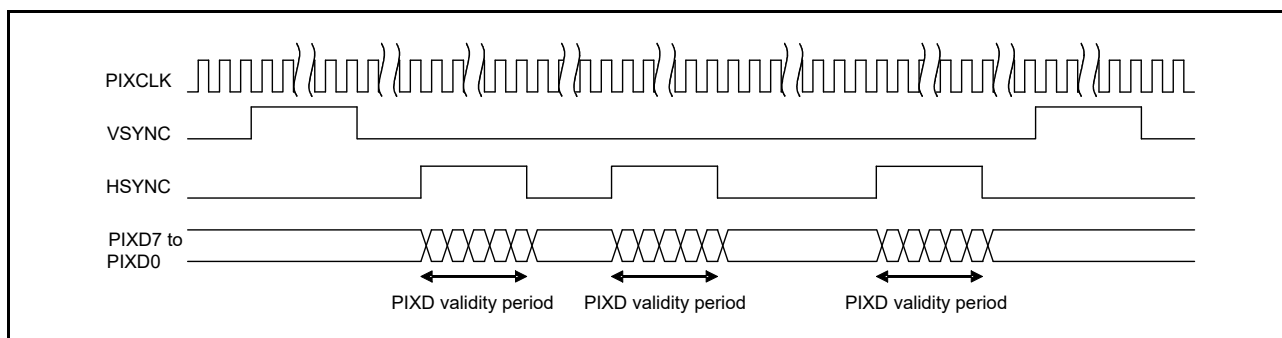 PIXCLK
VSYNC
HSYNC
PIXD7 to
PIXD0
PIXD validity period
PIXD validity period
PIXD validity period